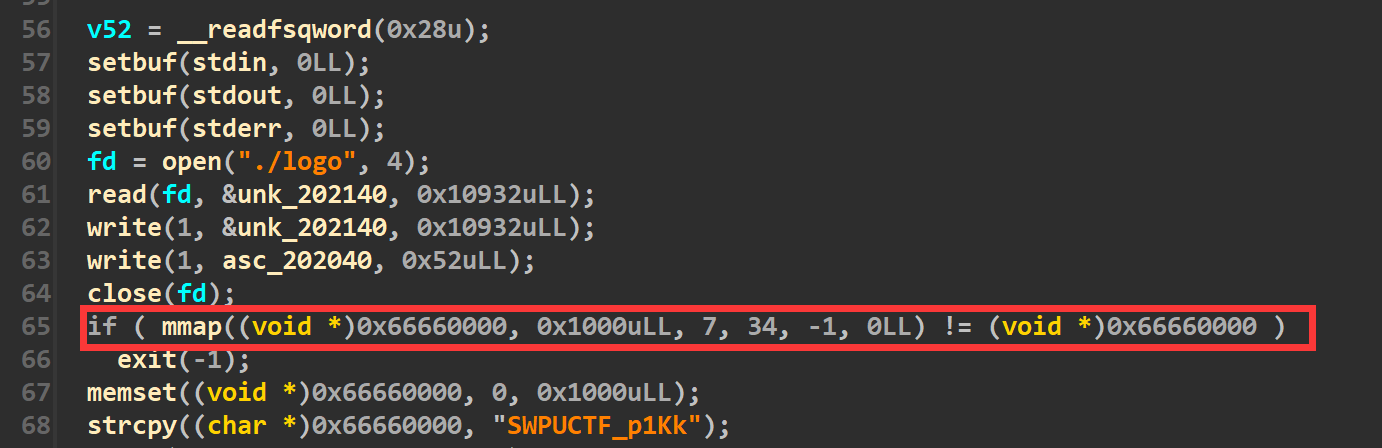 56 v52 = __readfsqword(0x28u);
57 setbuf(stdin, 0LL);
58 setbuf(stdout, 0LL);
59 setbuf(stderr, 0LL);
60 fd = open("./logo", 4);
61 read(fd, &unk_202140, 0x10932uLL);
62 write(1, &unk_202140, 0x10932uLL);
63 write(1, asc_202040, 0x52uLL);
64 close(fd);
65 if ( mmap((void *)0x66660000, 0x1000uLL, 7, 34, -1, 0LL) != (void *)0x66660000 )
66 exit(-1);
67 memset((void *)0x66660000, 0, 0x1000uLL);
68 strcpy((char *)0x66660000, "SWPUCTF_p1Kk");